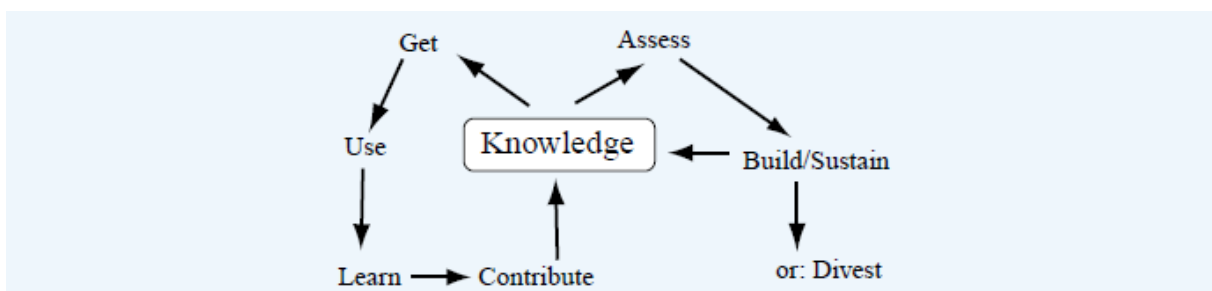 Get
Assess
Use
Knowledge
Build/Sustain
Learn
Contribute
or: Divest